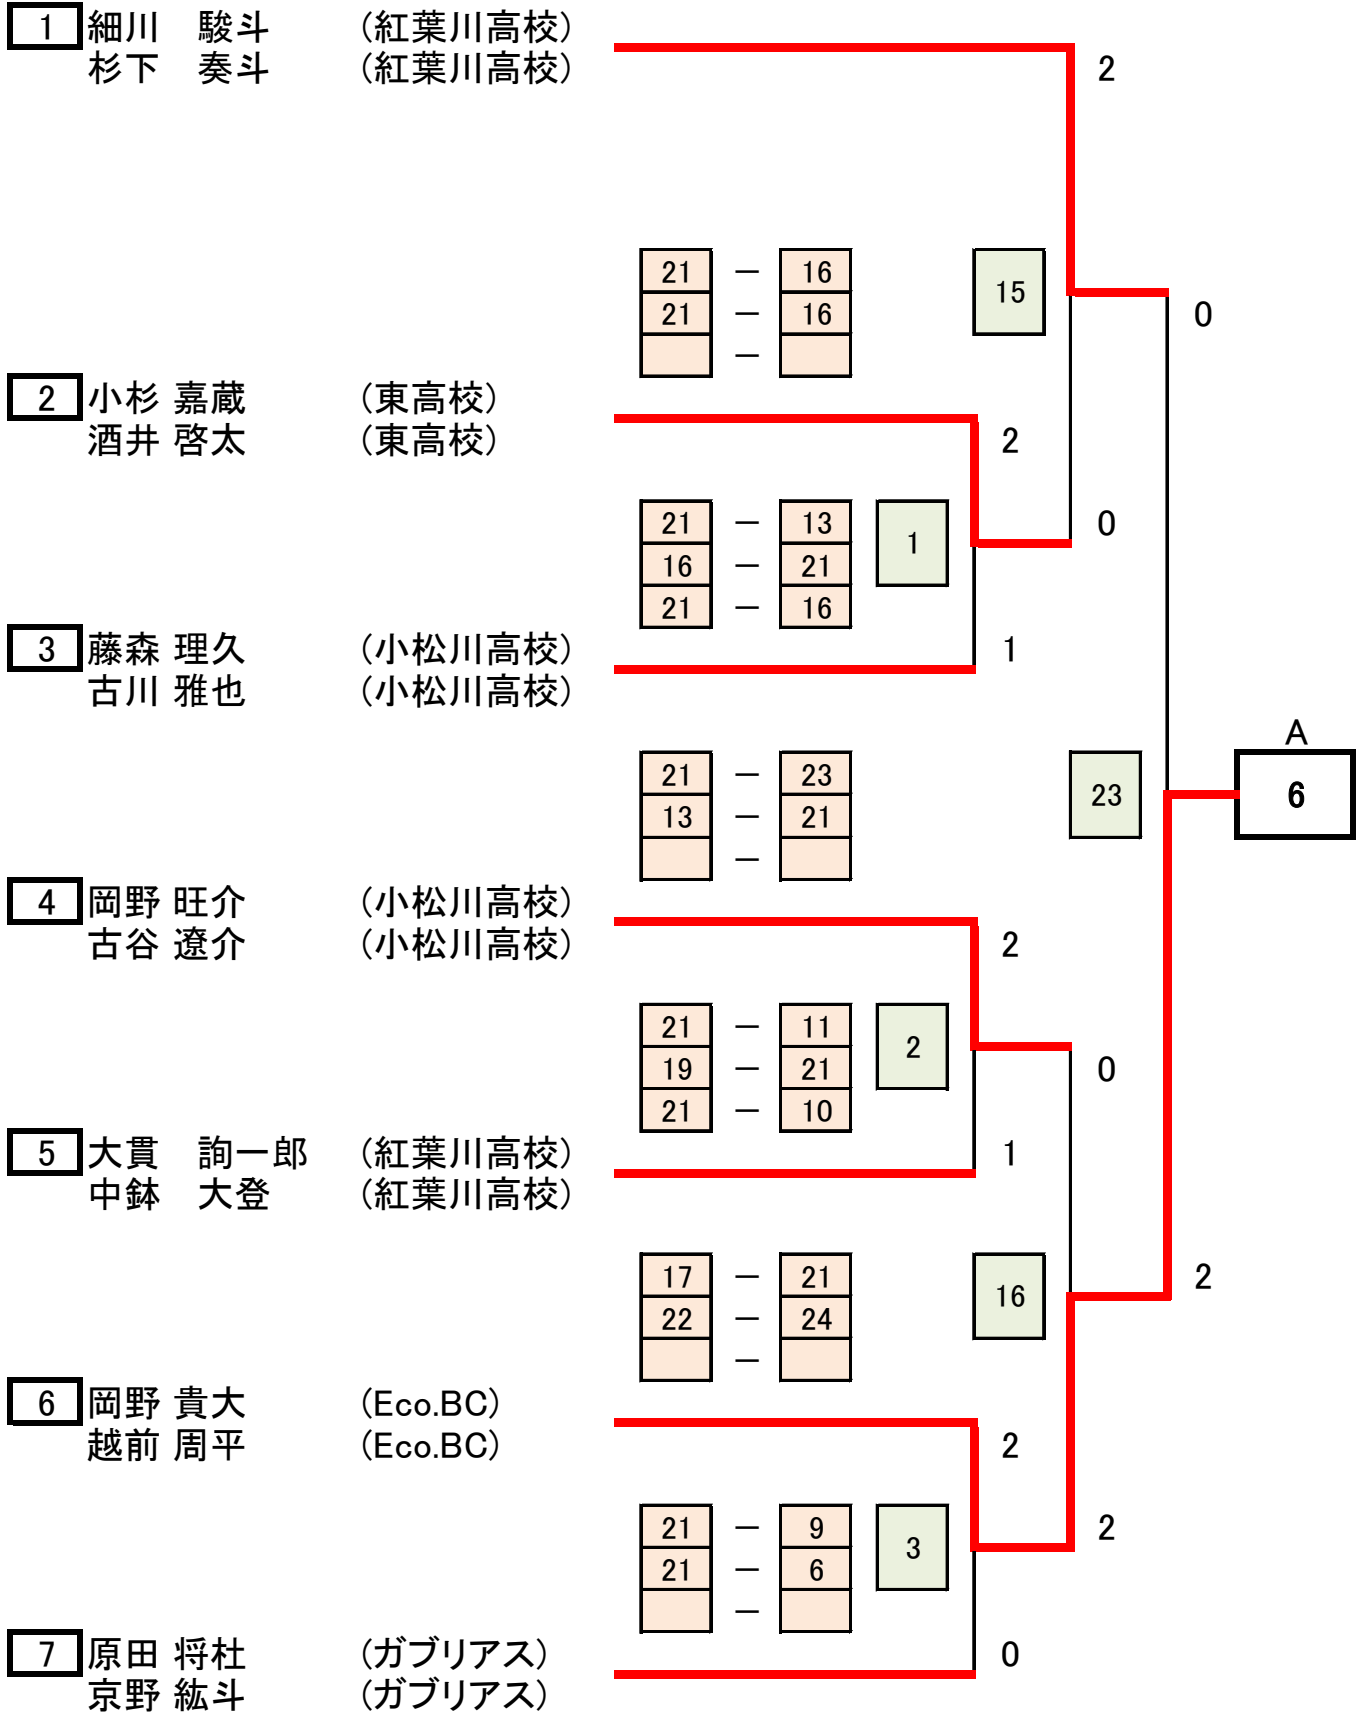 1 細川　駿斗 (紅葉川高校)
杉下　奏斗 (紅葉川高校)
2
21 － 16 15
21 － 16
－
0
2 小杉 嘉蔵 (東高校)
酒井 啓太 (東高校)
2
21 － 13 1
0
16 － 21
21 － 16
3 藤森 理久 (小松川高校)
1
古川 雅也 (小松川高校)
A
21 － 23 23 6
13 － 21
－
4 岡野 旺介 (小松川高校)
古谷 遼介 (小松川高校)
2
21 － 11 2
19 － 21
0
21 － 10
5 大貫　詢一郎 (紅葉川高校)
1
中鉢　大登 (紅葉川高校)
17 － 21 16
2
22 － 24
－
6 岡野 貴大 (Eco.BC)
越前 周平 (Eco.BC)
2
21 － 9 3
2
21 － 6
－
7 原田 将杜 (ガブリアス)
0
京野 紘斗 (ガブリアス)